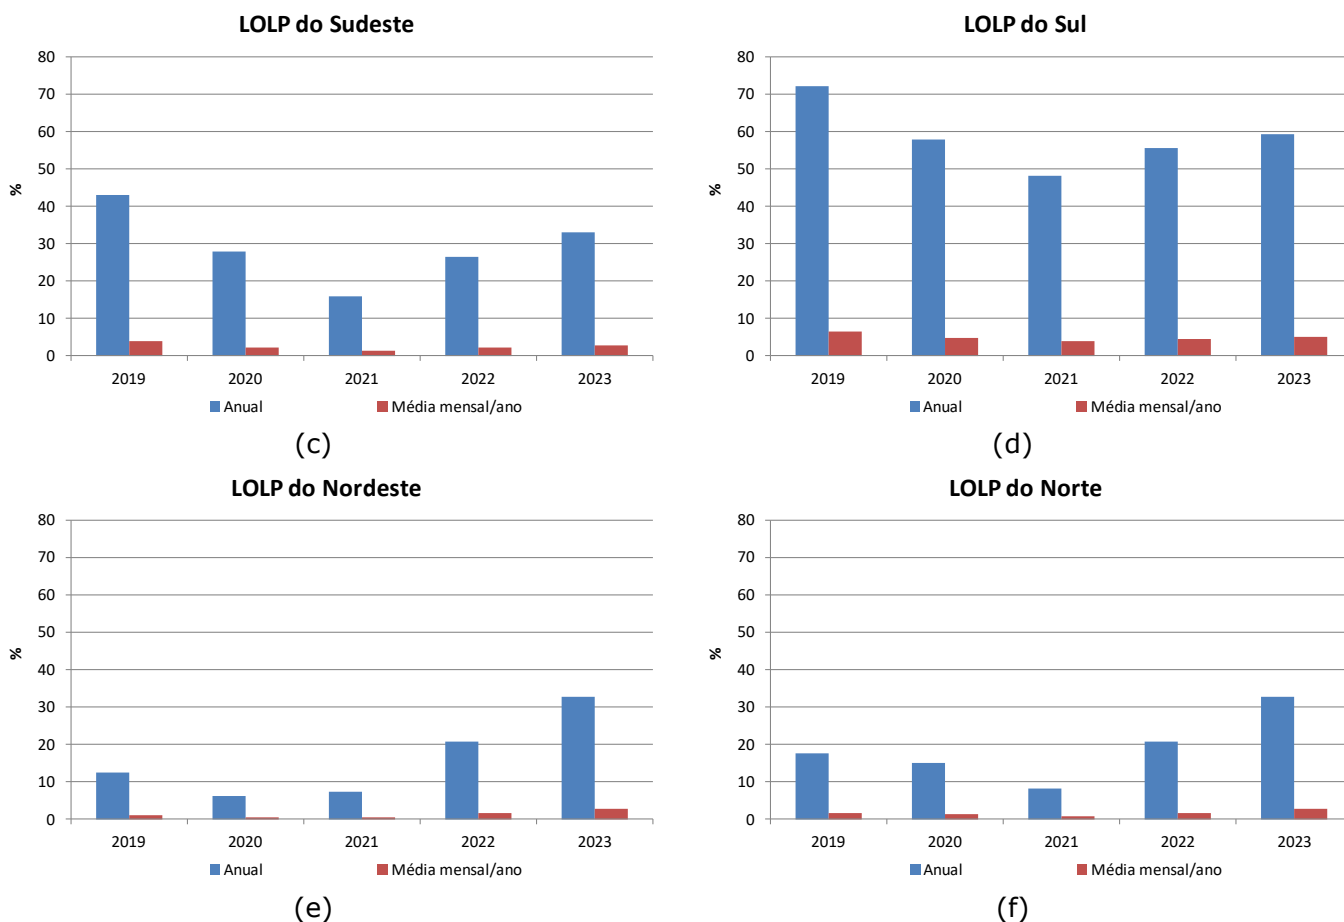 LOLP do Sudeste
80
70
60
50
40
30
20
10
0
%
2019 2020 2021 2022 2023
Anual Média mensal/ano
(c)
LOLP do Sul
80
70
60
50
40
30
20
10
0
%
2019 2020 2021 2022 2023
Anual Média mensal/ano
(d)
LOLP do Nordeste
80
70
60
50
40
30
20
10
0
%
2019 2020 2021 2022 2023
Anual Média mensal/ano
(e)
LOLP do Norte
80
70
60
50
40
30
20
10
0
%
2019 2020 2021 2022 2023
Anual Média mensal/ano
(f)